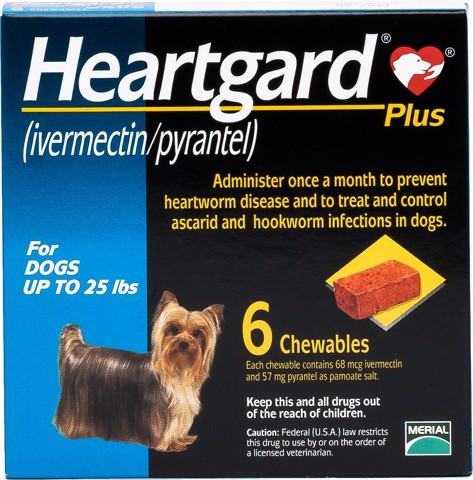 Heartgard®
®
Plus
(ivermectin/pyrantel)
Administer once a month to prevent
heartworm disease and to treat and control
ascarid and hookworm infections in dogs.
For
DOGS
UP TO 25 lbs
6 Chewables
Each chewable contains 68 mcg ivermectin
and 57 mg pyrantel as pamoate salt.
Keep this and all drugs out
of the reach of children.
Caution: Federal (U.S.A.) law restricts
this drug to use by or on the order of
a licensed veterinarian.
MERIAL